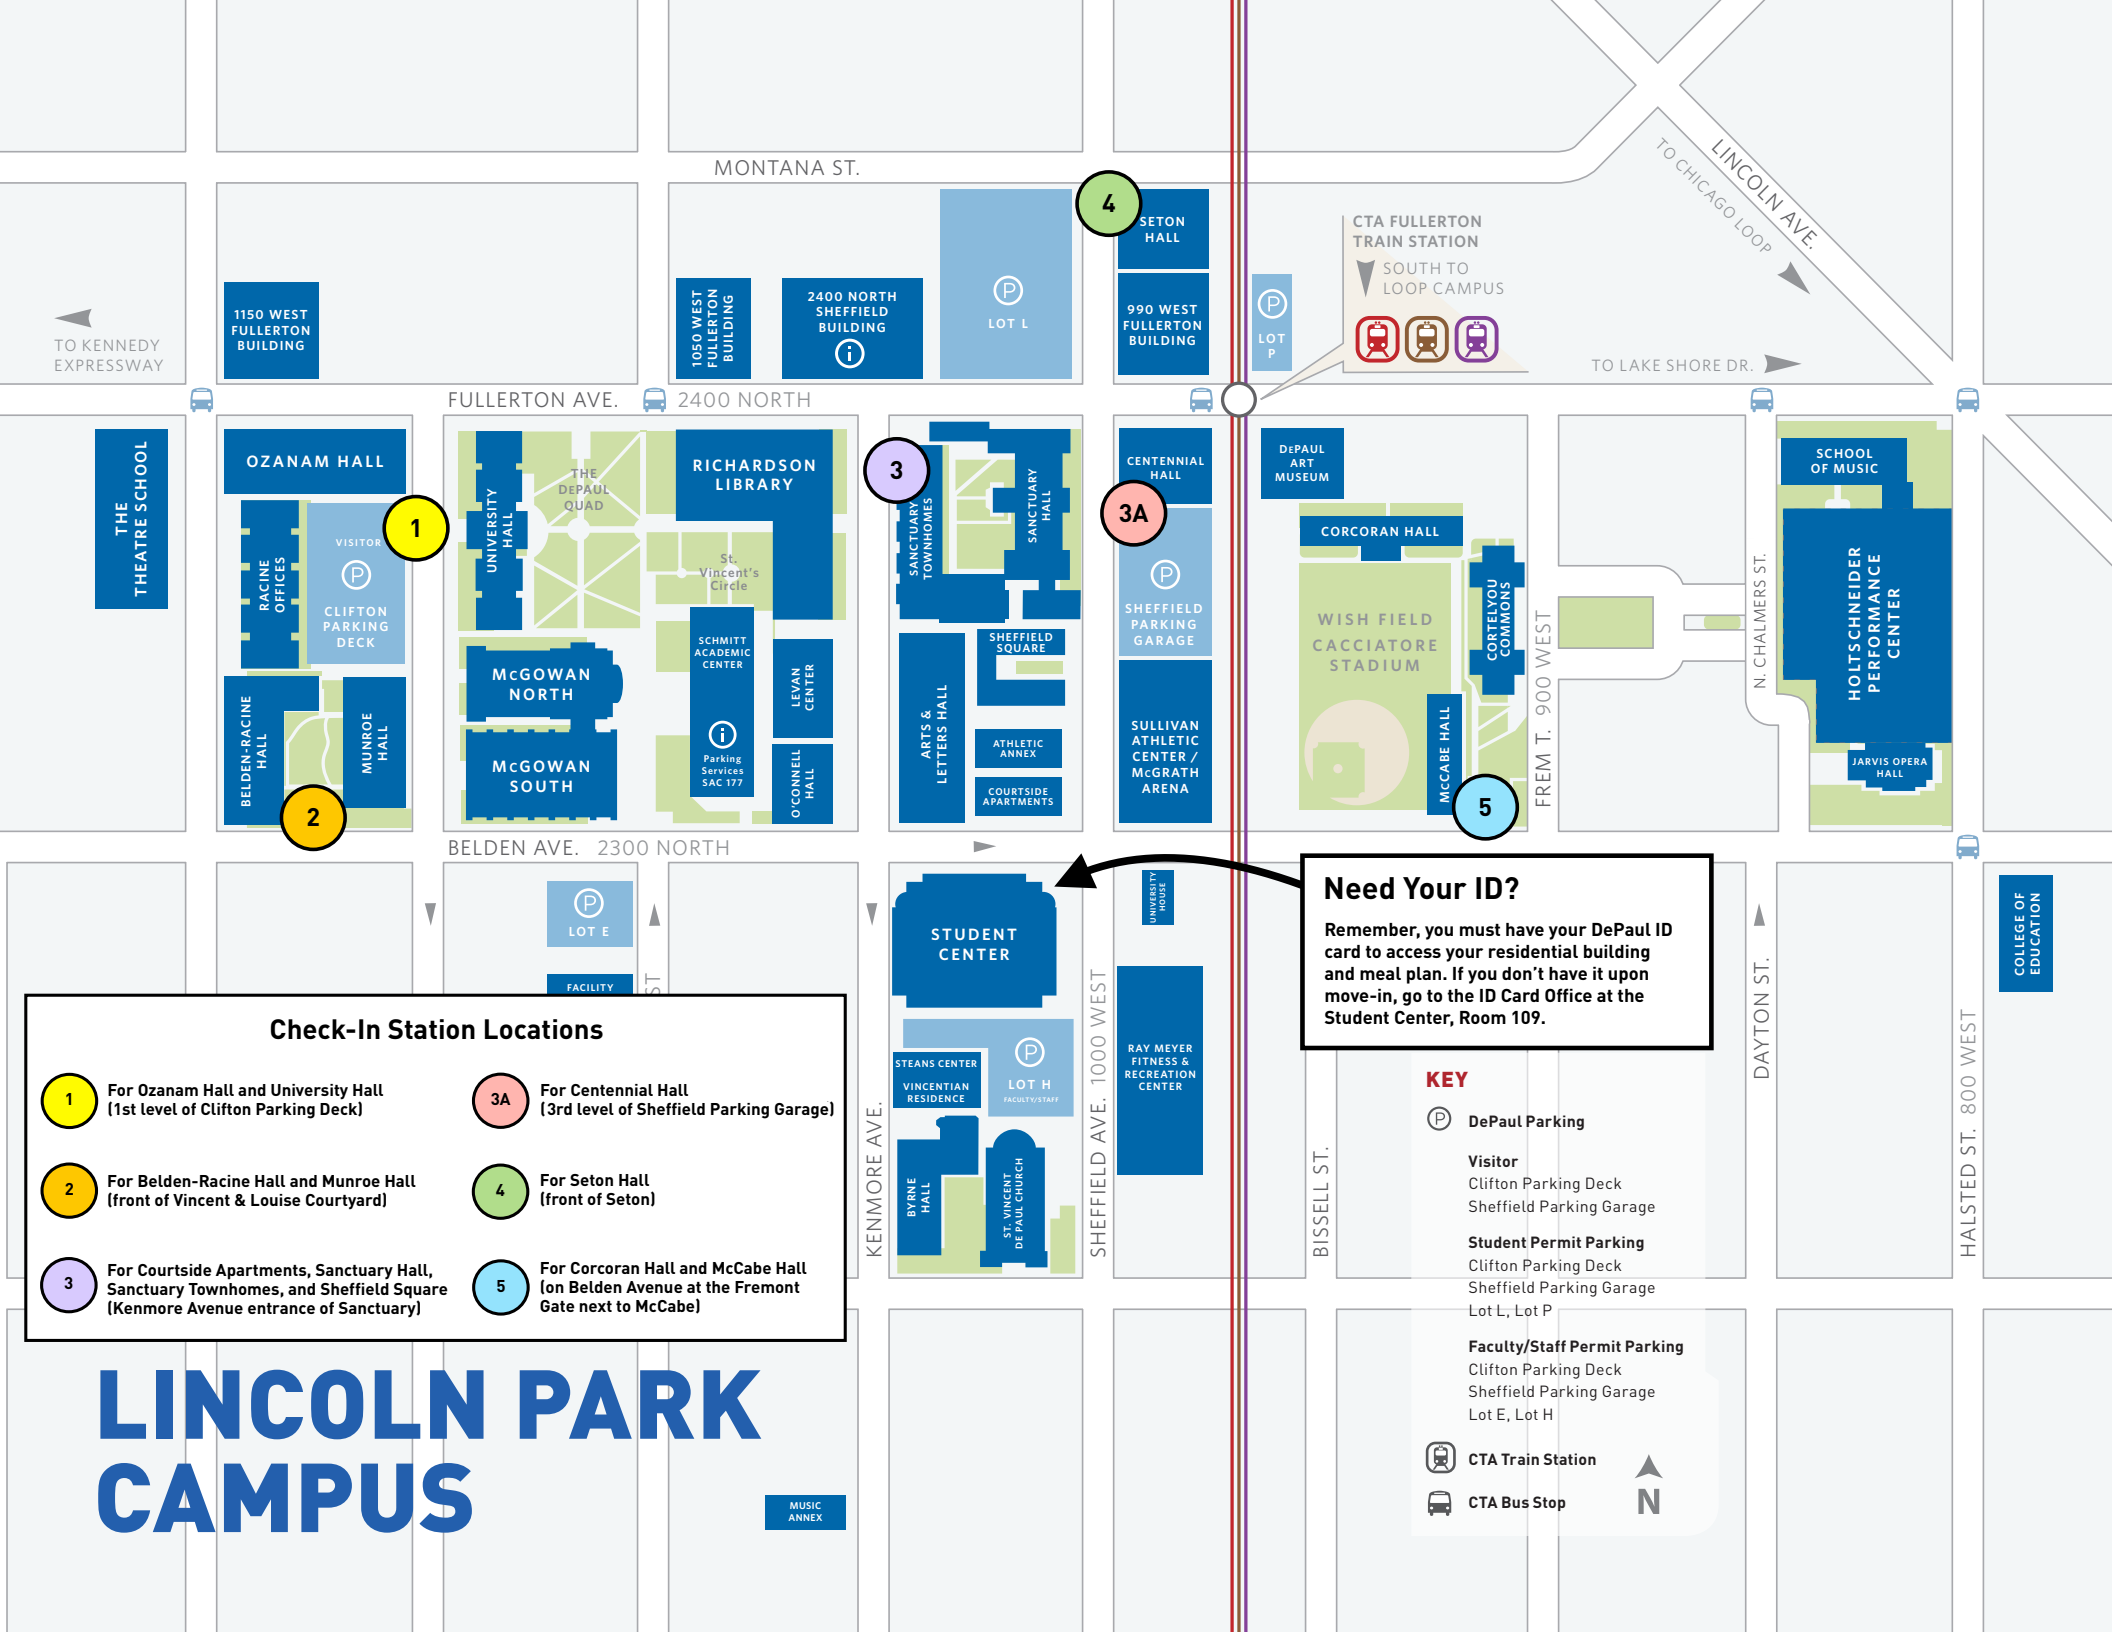 MONTANA ST.
LINCOLN AVE.
TO CHICAGO LOOP
4
SETON
HALL
CTA FULLERTON
TRAIN STATION
SOUTH TO
LOOP CAMPUS
1150 WEST
FULLERTON
BUILDING
1050 WEST
FULLERTON
BUILDING
2400 NORTH
SHEFFIELD
BUILDING
i
P
LOT L
990 WEST
FULLERTON
BUILDING
P
LOT
P
TO KENNEDY
EXPRESSWAY
TO LAKE SHORE DR.
FULLERTON AVE.
2400 NORTH
THE
THEATRE SCHOOL
OZANAM HALL
RACINE
OFFICES
VISITOR
P
CLIFTON
PARKING
DECK
1
UNIVERSITY
HALL
THE
DEPAUL
QUAD
RICHARDSON
LIBRARY
St.
Vincent's
Circle
3
SANCTUARY
TOWNHOMES
SANCTUARY
HALL
CENTENNIAL
HALL
3A
P
SHEFFIELD
PARKING
GARAGE
DEPAUL
ART
MUSEUM
CORCORAN HALL
WISH FIELD
CACCIATORE
STADIUM
CORTELYOU
COMMONS
FREM T. 900 WEST
N. CHALMERS ST.
SCHOOL
OF MUSIC
HOLTSCHNEIDER
PERFORMANCE
CENTER
JARVIS OPERA
HALL
BELDEN-RACINE
HALL
MUNROE
HALL
2
McGOWAN
NORTH
McGOWAN
SOUTH
SCHMITT
ACADEMIC
CENTER
i
Parking
Services
SAC 177
LEVAN
CENTER
O'CONNELL
HALL
ARTS &
LETTERS HALL
SHEFFIELD
SQUARE
ATHLETIC
ANNEX
COURTSIDE
APARTMENTS
SULLIVAN
ATHLETIC
CENTER /
McGRATH
ARENA
MCCABE HALL
5
BELDEN AVE.
2300 NORTH
P
LOT E
FACILITY
ST
STUDENT
CENTER
UNIVERSITY
HOUSE
Need Your ID?
Remember, you must have your DePaul ID
card to access your residential building
and meal plan. If you don't have it upon
move-in, go to the ID Card Office at the
Student Center, Room 109.
COLLEGE OF
EDUCATION
DAYTON ST.
HALSTED ST. 800 WEST
BISSELL ST.
SHEFFIELD AVE. 1000 WEST
KENMORE AVE.
STEANS CENTER
VINCENTIAN
RESIDENCE
P
LOT H
FACULTY/STAFF
RAY MEYER
FITNESS &
RECREATION
CENTER
BYRNE
HALL
ST. VINCENT
DE PAUL CHURCH
Check-In Station Locations
1
For Ozanam Hall and University Hall
(1st level of Clifton Parking Deck)
2
For Belden-Racine Hall and Munroe Hall
(front of Vincent & Louise Courtyard)
3
For Courtside Apartments, Sanctuary Hall,
Sanctuary Townhomes, and Sheffield Square
(Kenmore Avenue entrance of Sanctuary)
3A
For Centennial Hall
(3rd level of Sheffield Parking Garage)
4
For Seton Hall
(front of Seton)
5
For Corcoran Hall and McCabe Hall
(on Belden Avenue at the Fremont
Gate next to McCabe)
KEY
P
DePaul Parking
Visitor
Clifton Parking Deck
Sheffield Parking Garage
Student Permit Parking
Clifton Parking Deck
Sheffield Parking Garage
Lot L, Lot P
Faculty/Staff Permit Parking
Clifton Parking Deck
Sheffield Parking Garage
Lot E, Lot H
CTA Train Station
CTA Bus Stop
N
LINCOLN PARK
CAMPUS
MUSIC
ANNEX